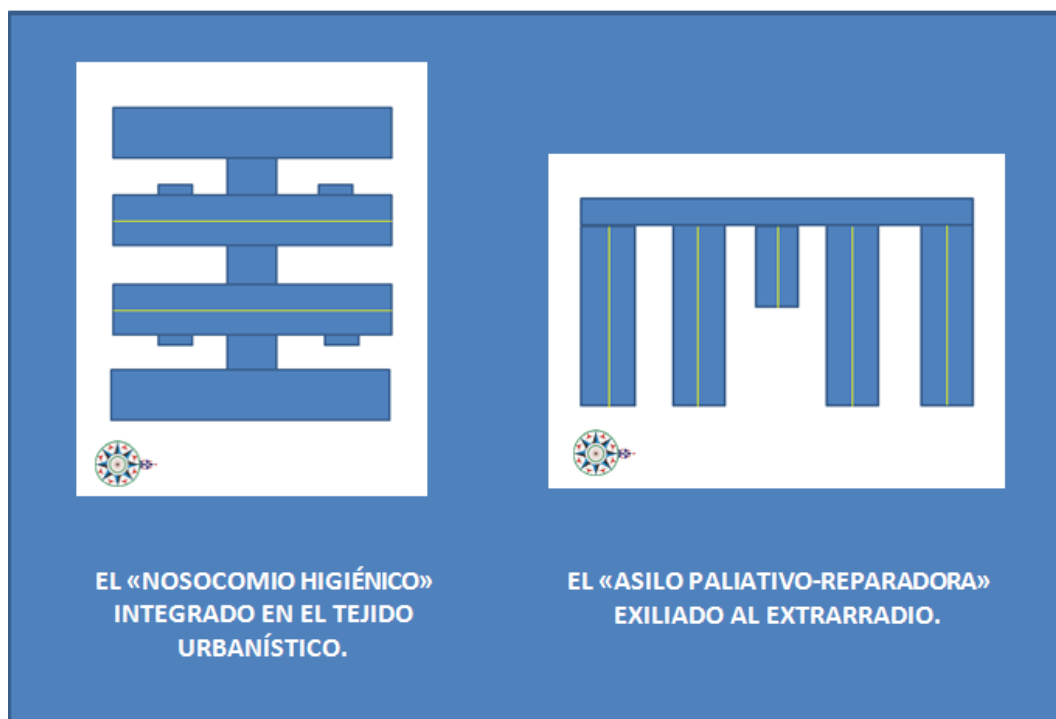 EL «NOSOCOMIO HIGIÉNICO»
INTEGRADO EN EL TEJIDO
URBANÍSTICO.
EL «ASILO PALIATIVO-REPARADORA»
EXILIADO AL EXTRARRADIO.